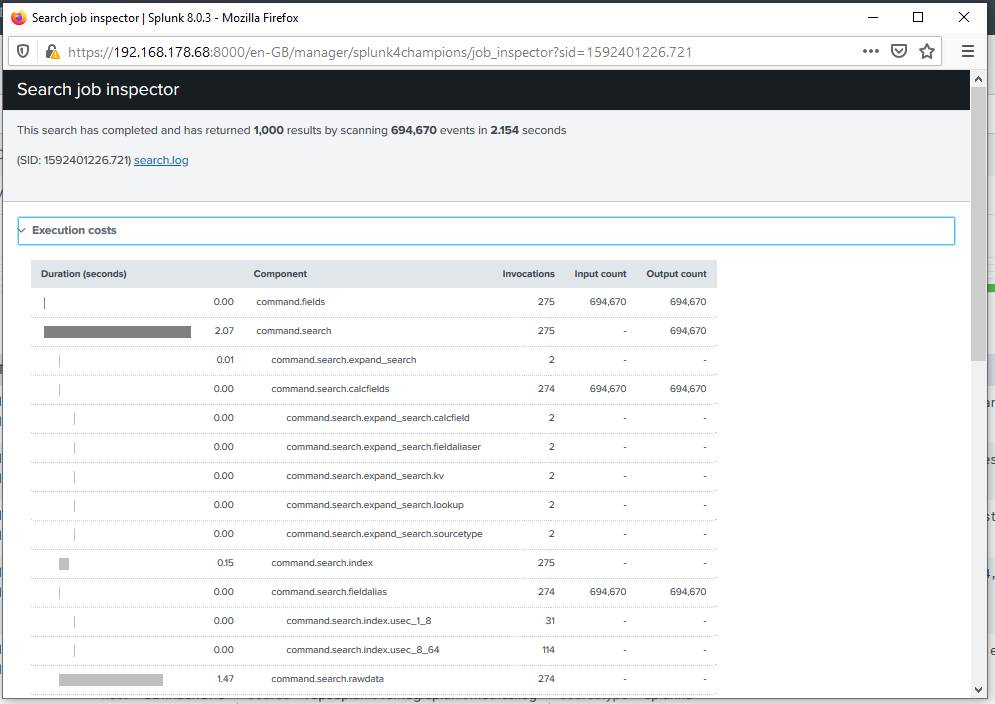 Search job inspector | Splunk 8.0.3 - Mozilla Firefox
https://192.168.178.68:8000/en-GB/manager/splunk4champions/job_inspector?sid=1592401226.721
Search job inspector
This search has completed and has returned 1,000 results by scanning 694,670 events in 2.154 seconds
(SID: 1592401226.721) search.log
Execution costs
Duration (seconds) Component Invocations Input count Output count
0.00 command.fields 275 694,670 694,670
2.07 command.search 275 - 694,670
0.01 command.search.expand_search 2 - -
0.00 command.search.calcfields 274 694,670 694,670
0.00 command.search.expand_search.calcfield 2 - -
0.00 command.search.expand_search.fieldaliaser 2 - -
0.00 command.search.expand_search.kv 2 - -
0.00 command.search.expand_search.lookup 2 - -
0.00 command.search.expand_search.sourcetype 2 - -
0.15 command.search.index 275 - -
0.00 command.search.fieldalias 274 694,670 694,670
0.00 command.search.index.usec_1_8 31 - -
0.00 command.search.index.usec_8_64 114 - -
1.47 command.search.rawdata 274 - -